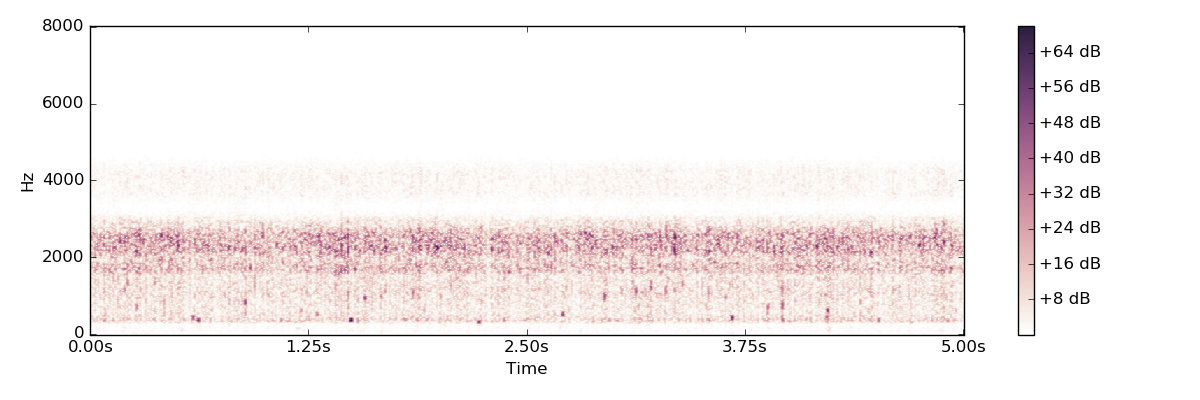 8000
6000
4000
2000
0
Hz
0.00s 1.25s 2.50s 3.75s 5.00s
Time
+64 dB
+56 dB
+48 dB
+40 dB
+32 dB
+24 dB
+16 dB
+8 dB